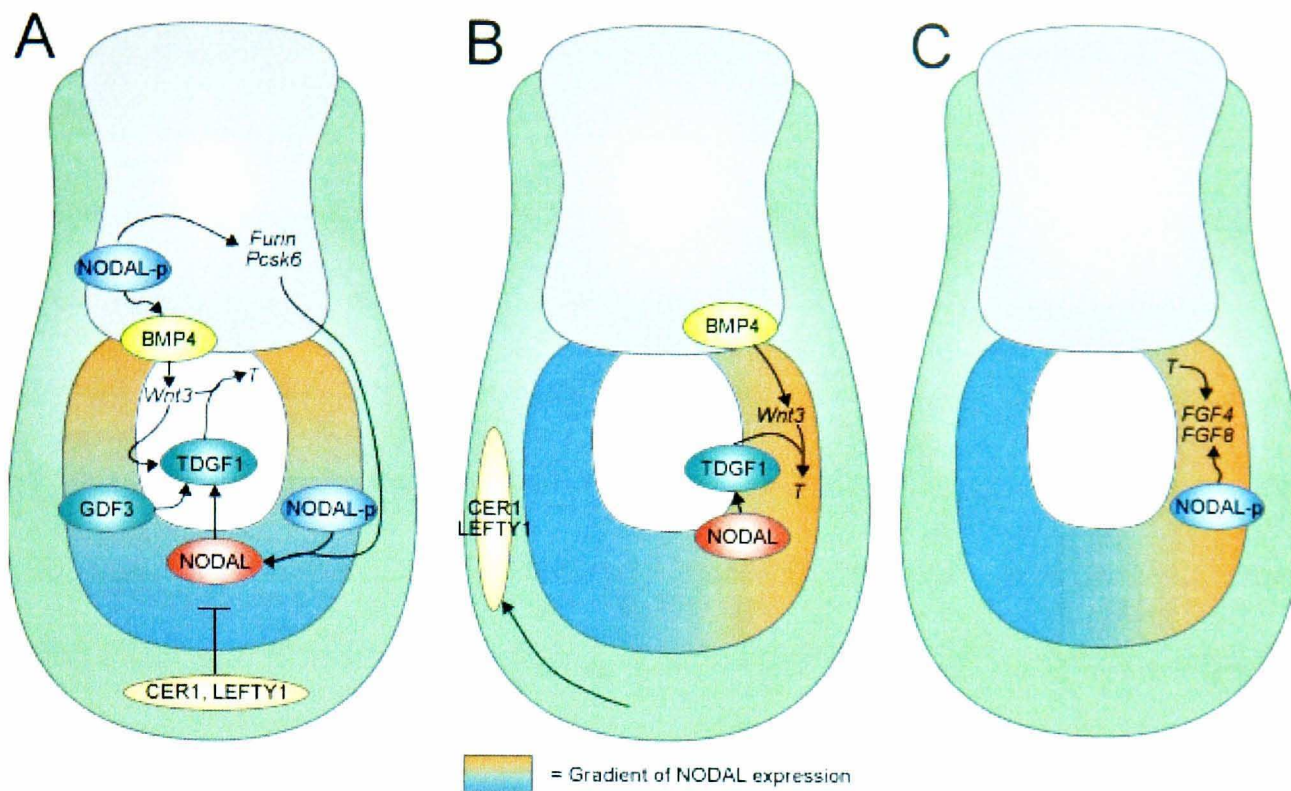 A
B
C
Furin
Pcsk6
NODAL-p
BMP4
Wnt3
T
TDGF1
GDF3
NODAL-p
NODAL
CER1, LEFTY1
BMP4
Wnt3
TDGF1
T
CER1
LEFTY1
NODAL
T
FGF4
FGF8
NODAL-p
= Gradient of NODAL expression